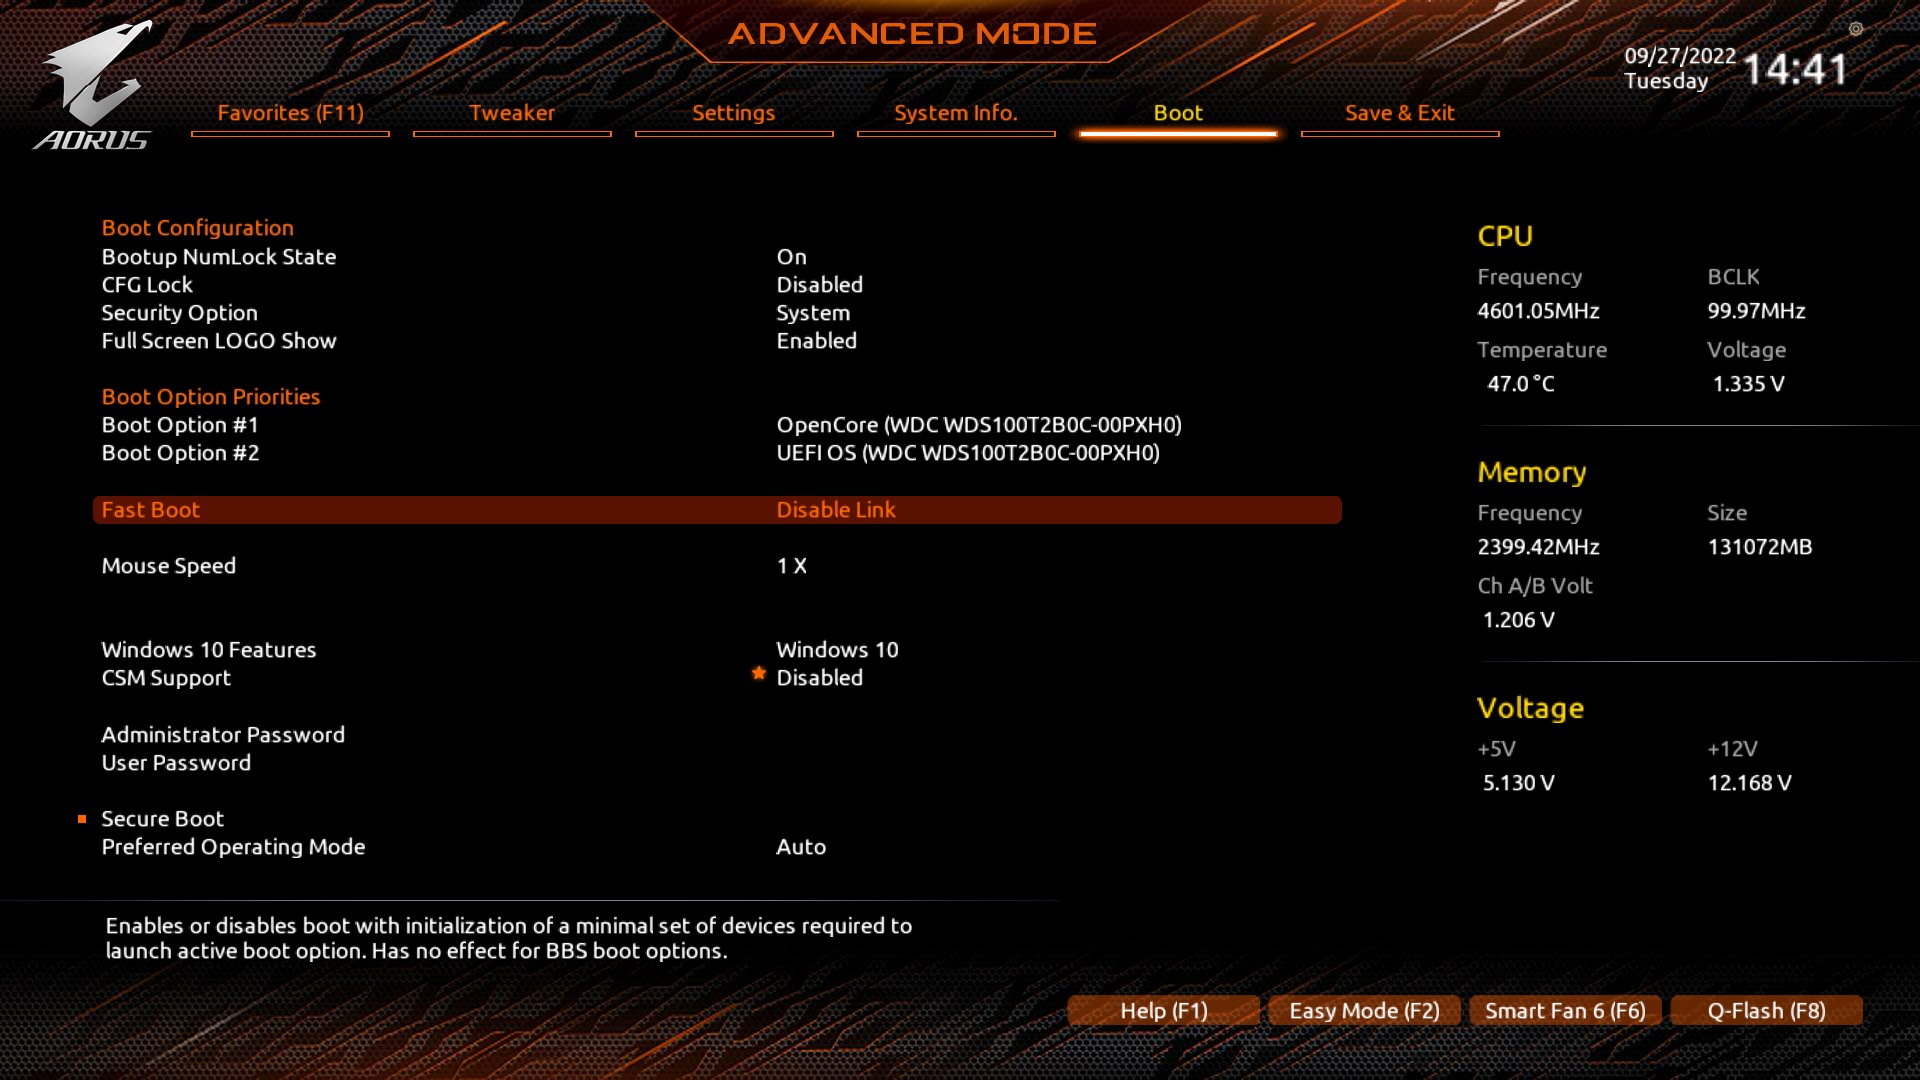 ADVANCED MODE
09/27/2022 14:41
Tuesday
AORUS
Favorites (F11) Tweaker Settings System Info. Boot Save & Exit
Boot Configuration
Bootup NumLock State On
CFG Lock Disabled
Security Option System
Full Screen LOGO Show Enabled
Boot Option Priorities
Boot Option #1 OpenCore (WDC WDS100T2B0C-00PXH0)
Boot Option #2 UEFI OS (WDC WDS100T2B0C-00PXH0)
Fast Boot Disable Link
Mouse Speed 1 X
Windows 10 Features Windows 10
CSM Support Disabled
Administrator Password
User Password
Secure Boot
Preferred Operating Mode Auto
Enables or disables boot with initialization of a minimal set of devices required to
launch active boot option. Has no effect for BBS boot options.
CPU
Frequency BCLK
4601.05MHz 99.97MHz
Temperature Voltage
47.0 °C 1.335 V
Memory
Frequency Size
2399.42MHz 131072MB
Ch A/B Volt
1.206 V
Voltage
+5V +12V
5.130 V 12.168 V
Help (F1) Easy Mode (F2) Smart Fan 6 (F6) Q-Flash (F8)